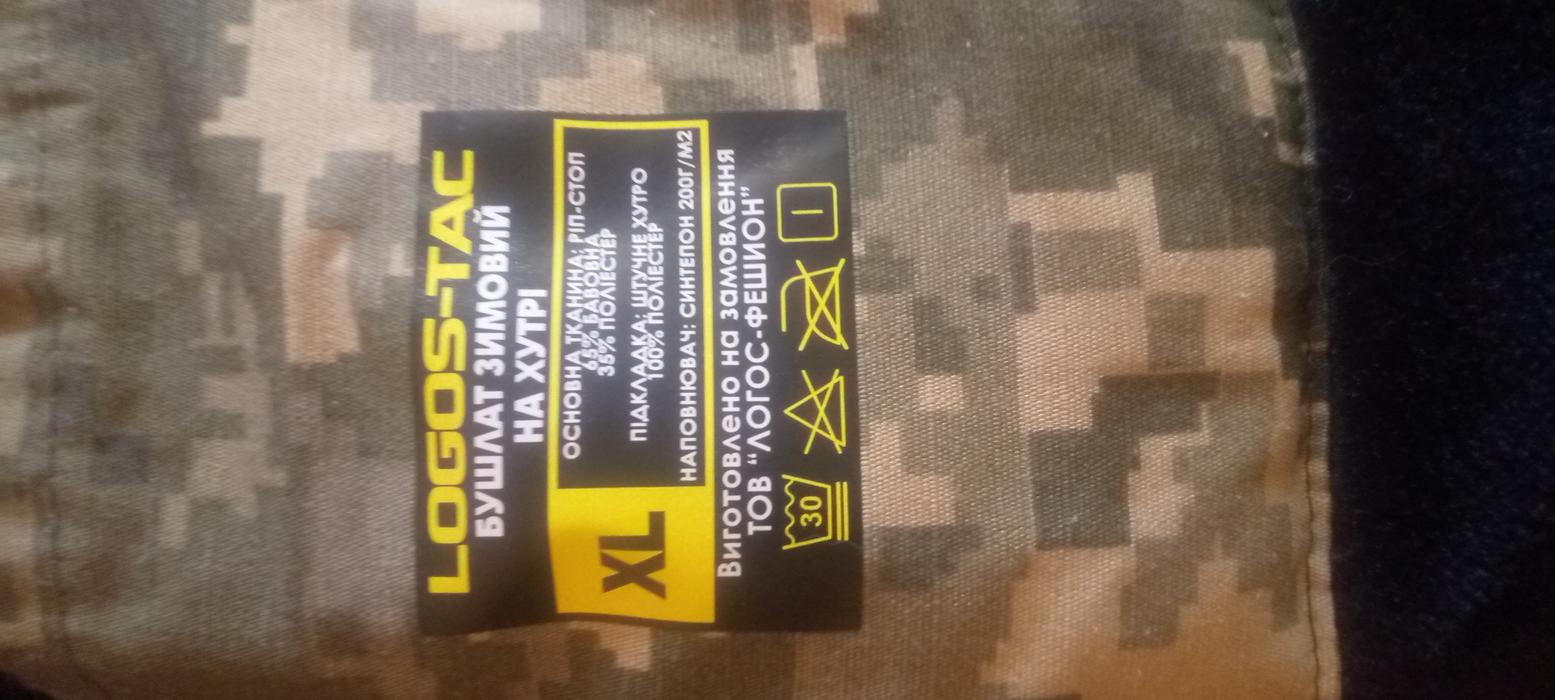 LOGOS-TAC
БУШЛАТ ЗИМОВИЙ
НА ХУТРІ
XL
ОСНОВНА ТКАНИНА: РІП-СТОП
65% БАВОВНА
35% ПОЛІЕСТЕР
ПІДКЛАДКА: ШТУЧНЕ ХУТРО
100% ПОЛІЕСТЕР
НАПОВНЮВАЧ: СИНТЕПОН 200Г/М2
Виготовлено на замовлення
ТОВ “ЛОГОС-ФЕШИОН”
30